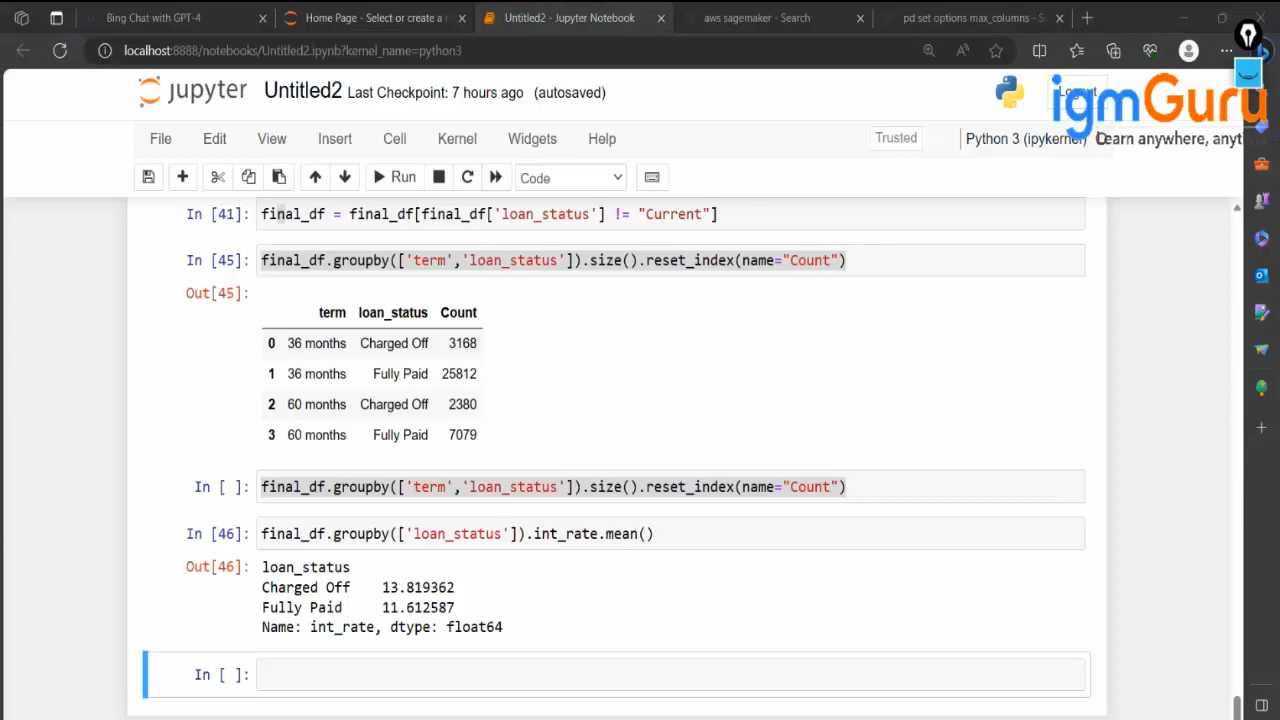 Bing Chat with GPT-4
Home Page - Select or create a
Untitled2 - Jupyter Notebook
aws sagemaker - Search
pd set options max_columns - S
localhost:8888/notebooks/Untitled2.ipynb?kernel_name=python3
jupyter Untitled2 Last Checkpoint: 7 hours ago (autosaved)
Logout
igmGuru
File Edit View Insert Cell Kernel Widgets Help
Trusted
Python 3 (ipykernel)
Learn anywhere, anyt
Run
Code
In [41]: final_df = final_df[final_df['loan_status'] != "Current"]
In [45]: final_df.groupby(['term','loan_status']).size().reset_index(name="Count")
Out[45]:
term loan_status Count
0 36 months Charged Off 3168
1 36 months Fully Paid 25812
2 60 months Charged Off 2380
3 60 months Fully Paid 7079
In [ ]: final_df.groupby(['term','loan_status']).size().reset_index(name="Count")
In [46]: final_df.groupby(['loan_status']).int_rate.mean()
Out[46]: loan_status
Charged Off 13.819362
Fully Paid 11.612587
Name: int_rate, dtype: float64
In [ ]: